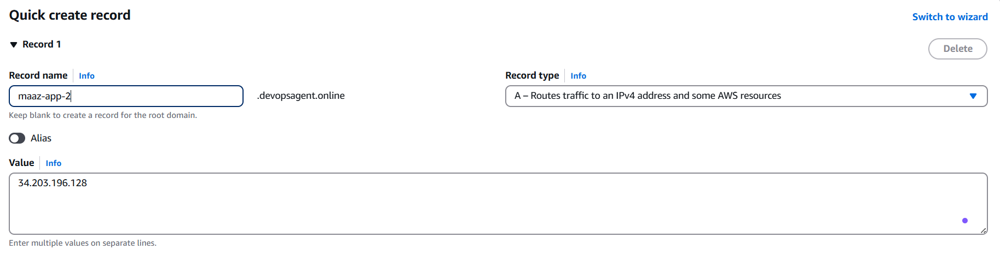 Quick create record
Switch to wizard
Record 1
Delete
Record name Info
Record type Info
maaz-app-2 .devopsagent.online
A – Routes traffic to an IPv4 address and some AWS resources
Keep blank to create a record for the root domain.
Alias
Value Info
34.203.196.128
Enter multiple values on separate lines.